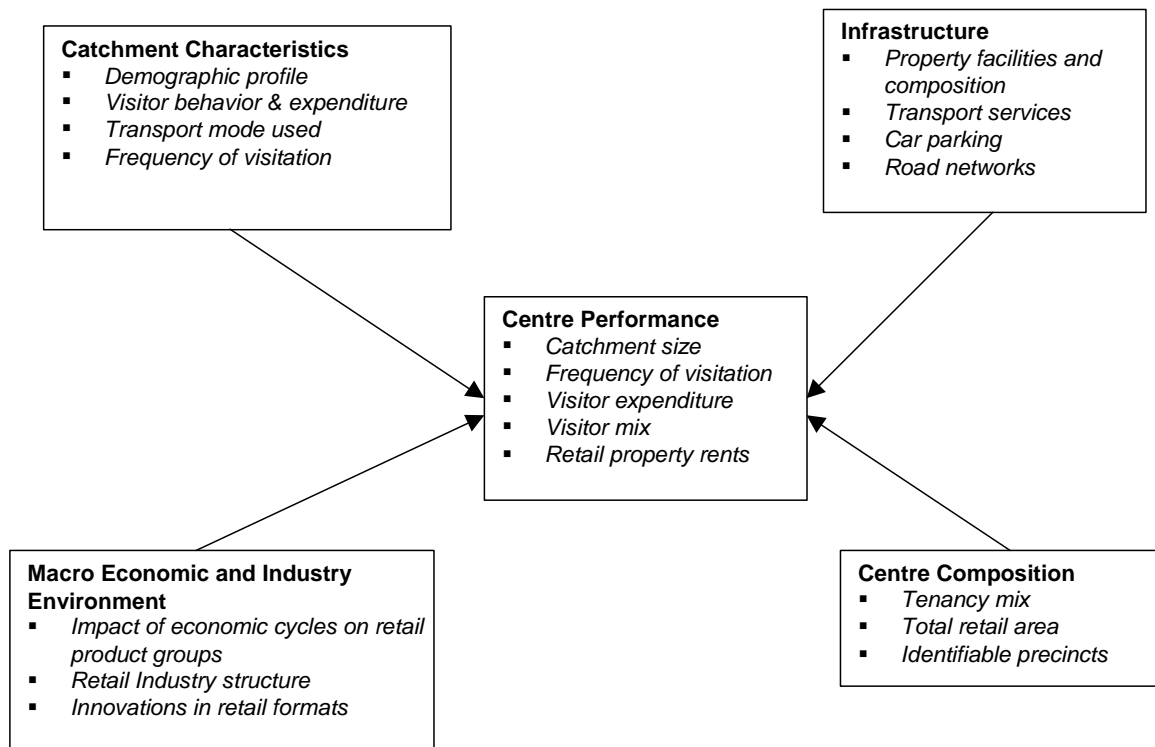 Catchment Characteristics
▪ Demographic profile
▪ Visitor behavior & expenditure
▪ Transport mode used
▪ Frequency of visitation
Infrastructure
▪ Property facilities and
composition
▪ Transport services
▪ Car parking
▪ Road networks
Centre Performance
▪ Catchment size
▪ Frequency of visitation
▪ Visitor expenditure
▪ Visitor mix
▪ Retail property rents
Macro Economic and Industry
Environment
▪ Impact of economic cycles on retail
product groups
▪ Retail Industry structure
▪ Innovations in retail formats
Centre Composition
▪ Tenancy mix
▪ Total retail area
▪ Identifiable precincts